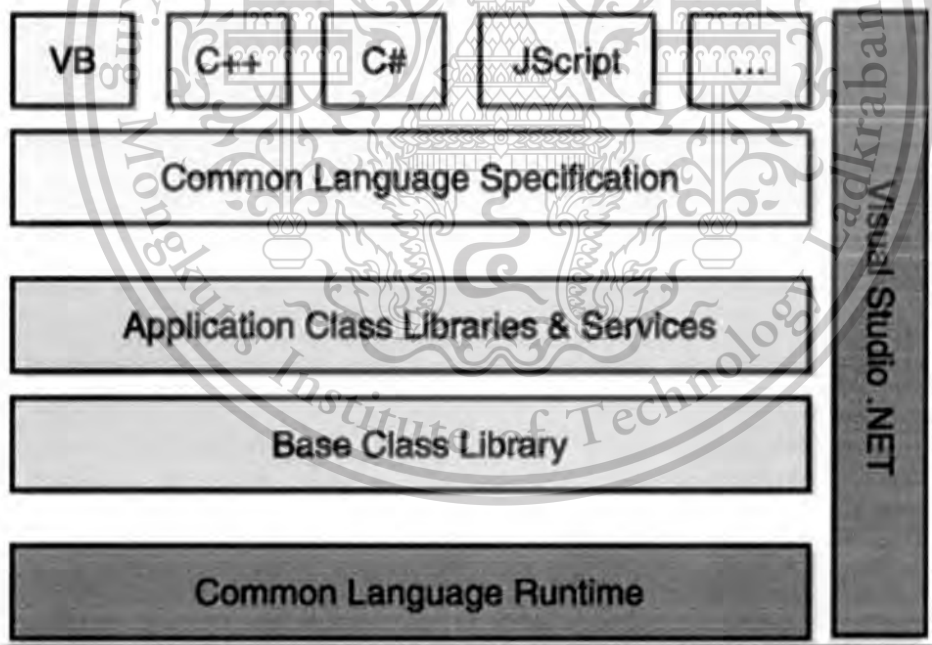 VB
C++
C#
JScript
...
Common Language Specification
Application Class Libraries & Services
Base Class Library
Common Language Runtime
Visual Studio .NET
Mongkut's Institute of Technology Ladkrabang